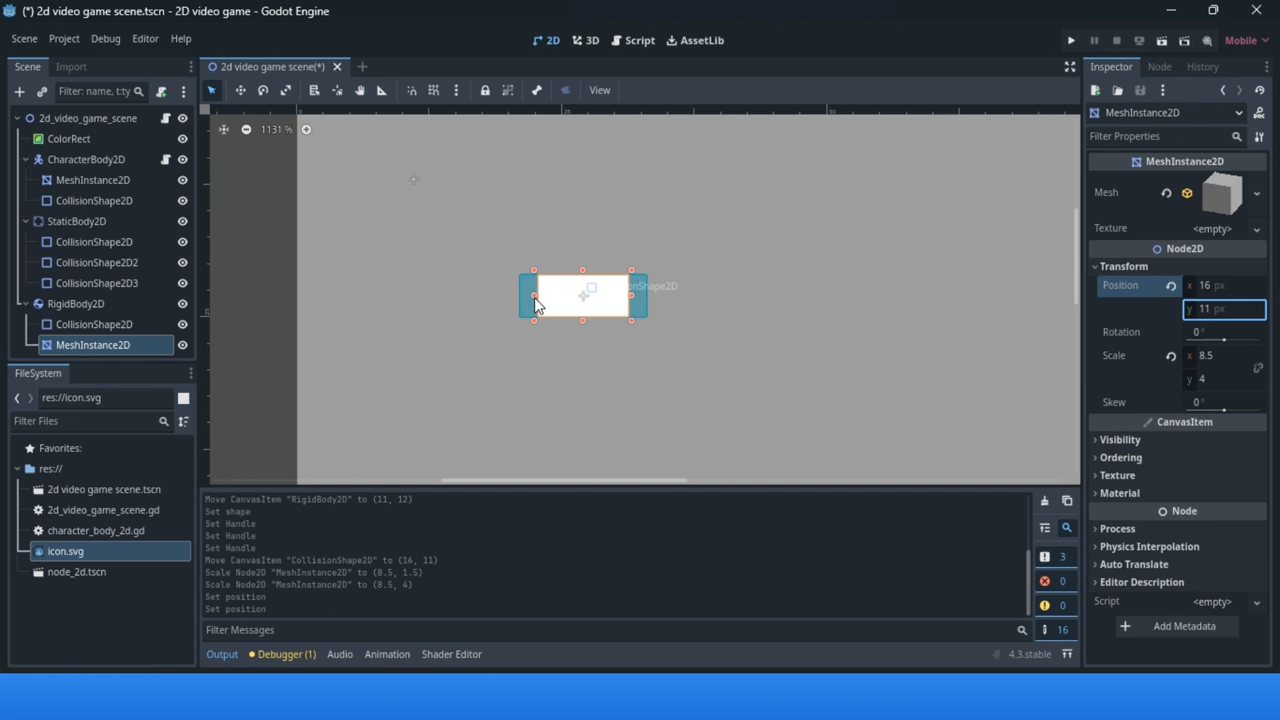 (*) 2d video game scene.tscn - 2D video game - Godot Engine
Scene Project Debug Editor Help
2D 3D Script AssetLib
Mobile
Scene Import
2d video game scene(*)
Inspector Node History
Filter: name, t:ty
View
2d_video_game_scene
ColorRect
CharacterBody2D
MeshInstance2D
CollisionShape2D
StaticBody2D
CollisionShape2D
CollisionShape2D2
CollisionShape2D3
RigidBody2D
CollisionShape2D
MeshInstance2D
1131 %
onShape2D
MeshInstance2D
Filter Properties
MeshInstance2D
Mesh
Texture <empty>
Node2D
Transform
Position x 16 px
y 11 px
Rotation 0 °
Scale x 8.5
y 4
Skew 0 °
CanvasItem
Visibility
Ordering
Texture
Material
Node
Process
Physics Interpolation
Auto Translate
Editor Description
Script <empty>
Add Metadata
FileSystem
res://icon.svg
Filter Files
Favorites:
res://
2d video game scene.tscn
2d_video_game_scene.gd
character_body_2d.gd
icon.svg
node_2d.tscn
Move CanvasItem "RigidBody2D" to (11, 12)
Set shape
Set Handle
Set Handle
Set Handle
Move CanvasItem "CollisionShape2D" to (16, 11)
Scale Node2D "MeshInstance2D" to (8.5, 1.5)
Scale Node2D "MeshInstance2D" to (8.5, 4)
Set position
Set position
3
0
0
16
Filter Messages
Output Debugger (1) Audio Animation Shader Editor
4.3.stable